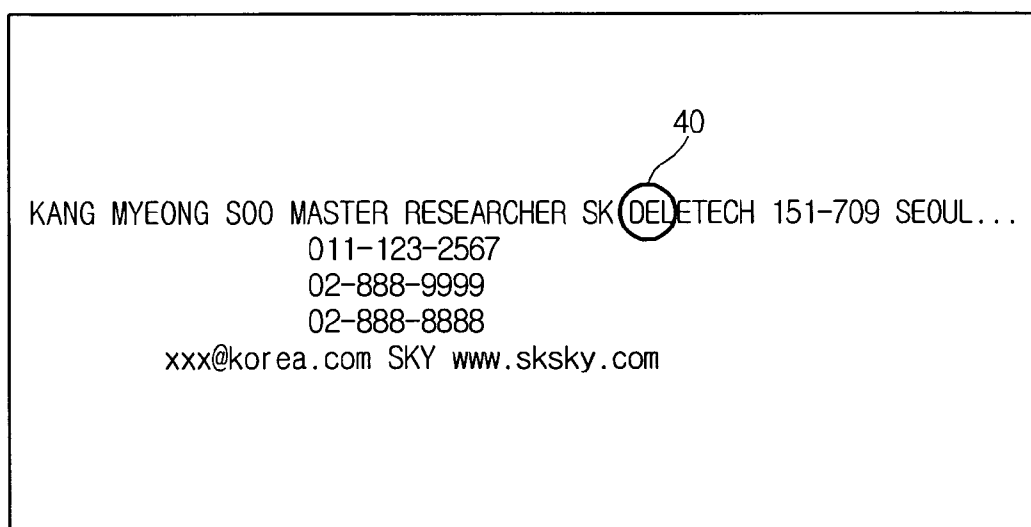 40
KANG MYEONG SOO MASTER RESEARCHER SK DELETECH 151-709 SEOUL...
011-123-2567
02-888-9999
02-888-8888
xxx@korea.com SKY www.sksky.com